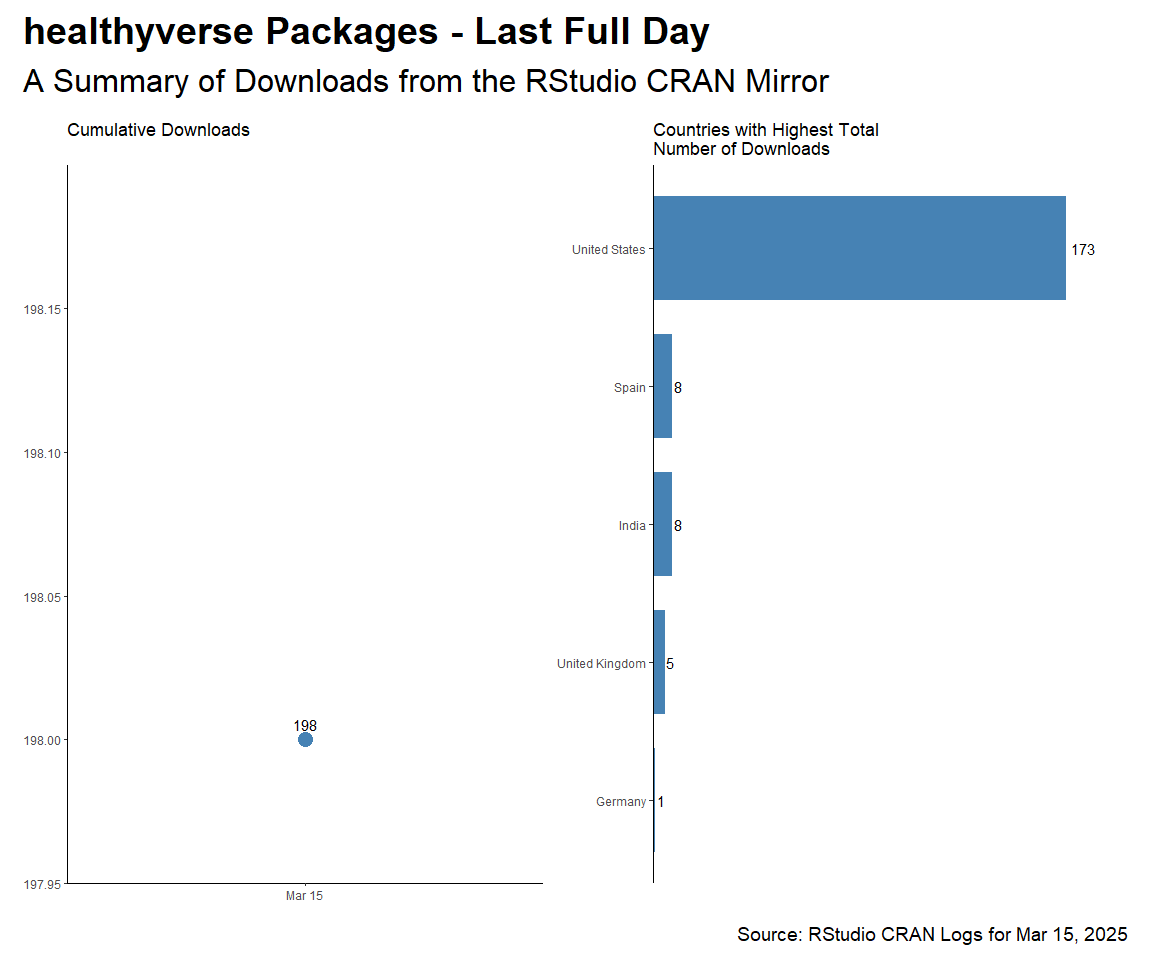 healthyverse Packages - Last Full Day
A Summary of Downloads from the RStudio CRAN Mirror
Cumulative Downloads
198.15
198.10
198.05
198.00
197.95
198
Mar 15
Countries with Highest Total
Number of Downloads
United States
173
Spain
8
India
8
United Kingdom
5
Germany
1
Source: RStudio CRAN Logs for Mar 15, 2025